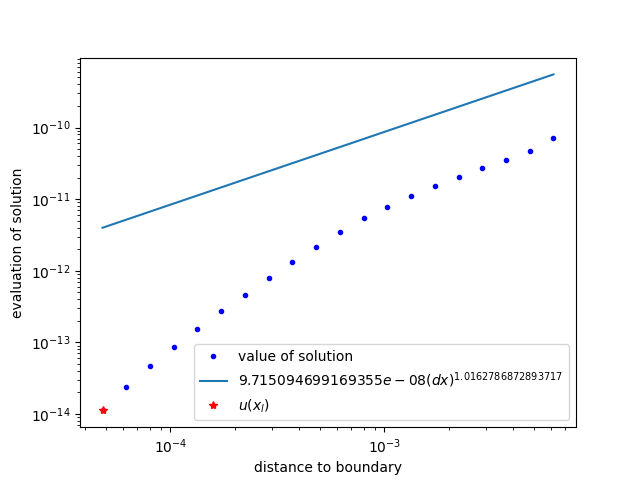 10⁻¹⁰
10⁻¹¹
10⁻¹²
10⁻¹³
10⁻¹⁴
evaluation of solution
value of solution
9.715094699169355e − 08(dx)^1.0162786872893717
u(x_l)
10⁻⁴
10⁻³
distance to boundary